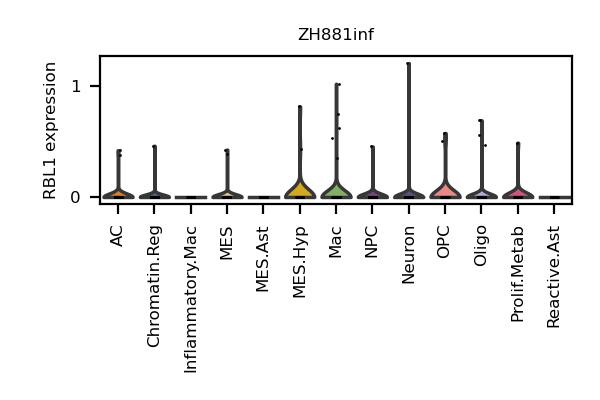 ZH881inf
RBL1 expression
1
0
AC
Chromatin.Reg
Inflammatory.Mac
MES
MES.Ast
MES.Hyp
Mac
NPC
Neuron
OPC
Oligo
Prolif.Metab
Reactive.Ast